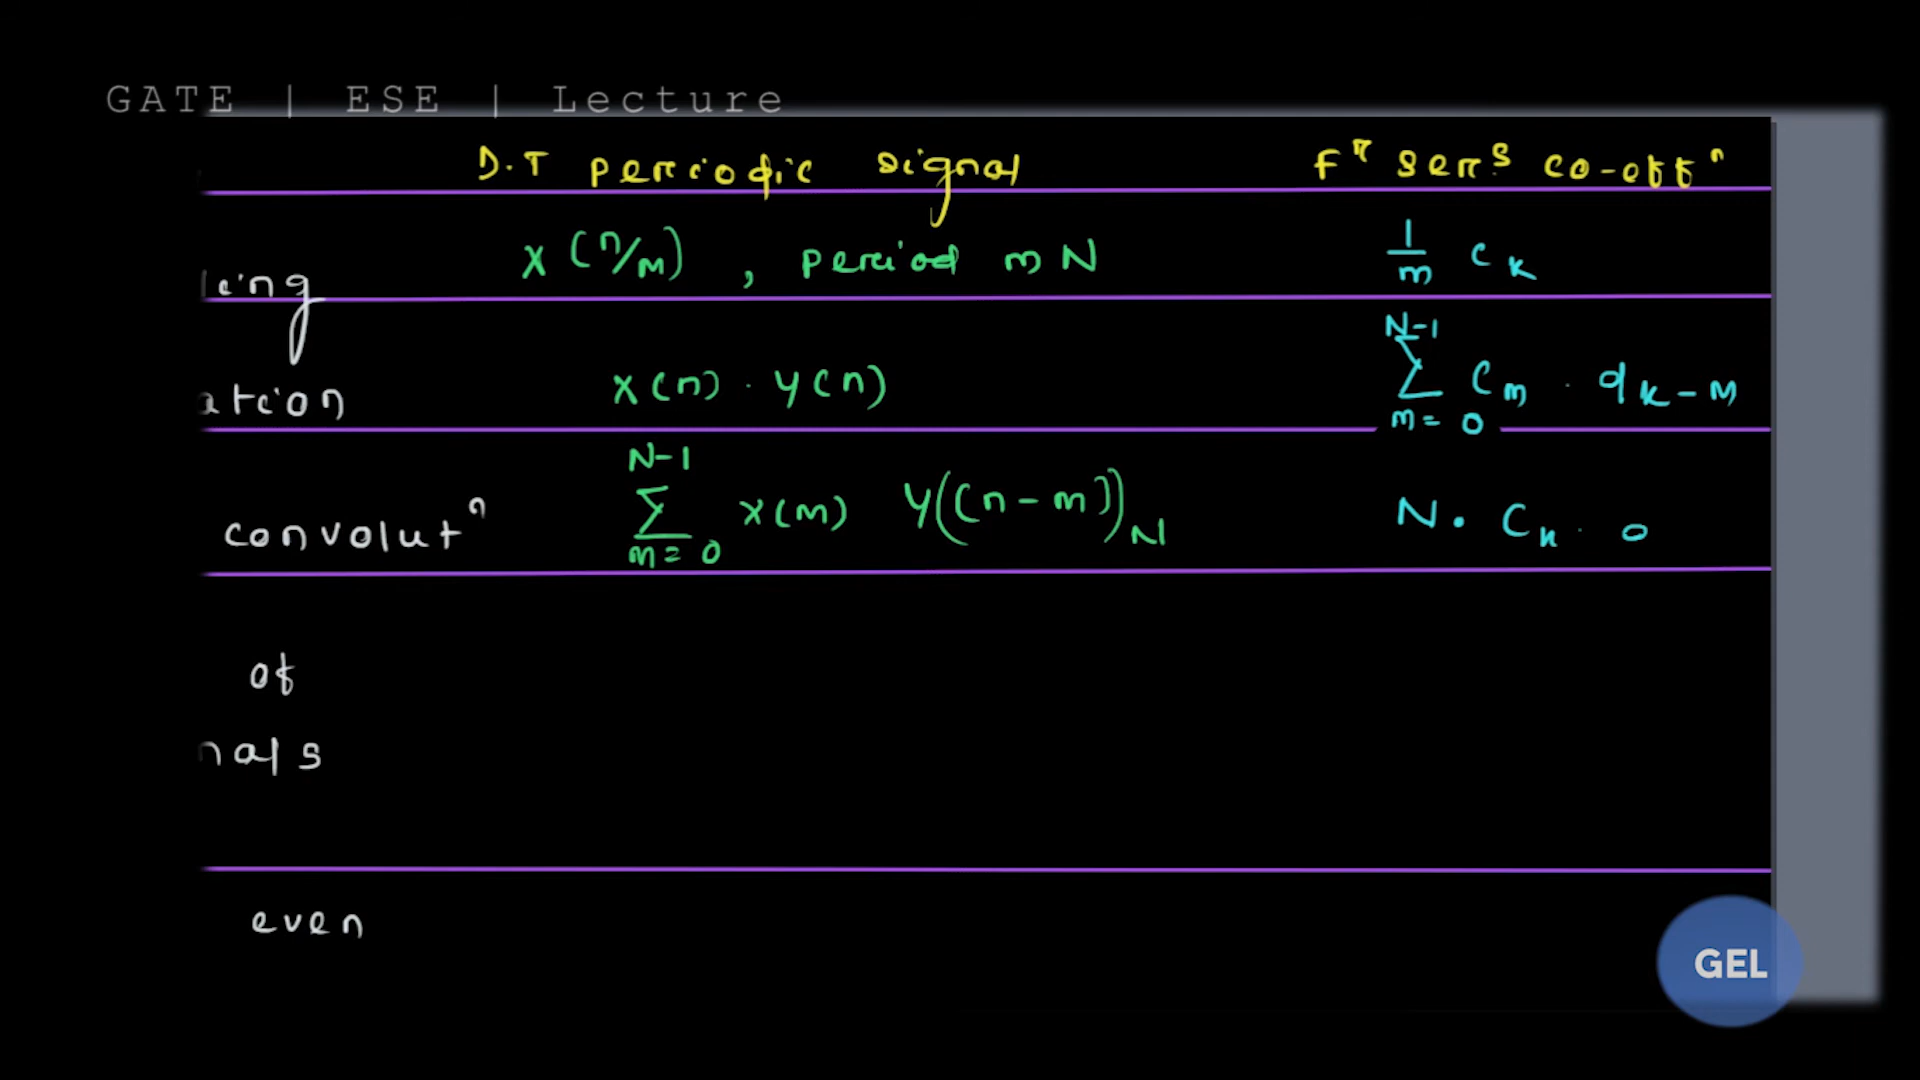 GATE | ESE | Lecture
D.T periodic signal Fʳ serˢ co-effⁿ
ling x(n/m), period mN 1/m cₖ
ation x(n) · y(n) N-1 ∑ m=0 Cₘ · dₖ₋ₘ
convolutⁿ N-1 ∑ m=0 x(m) y((n-m))N N. Cₖ .
of
nals
even
GEL